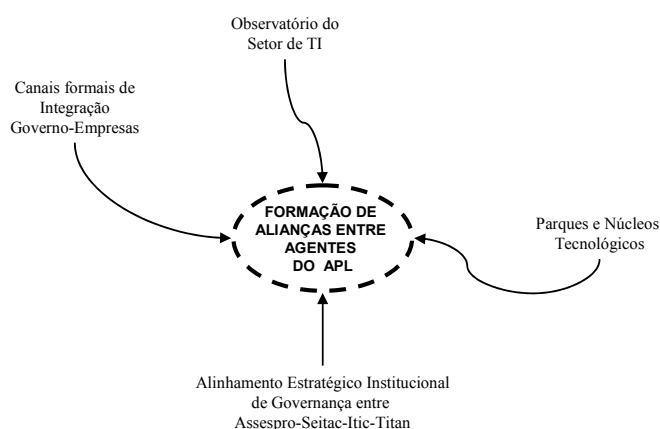 Observatório do
Setor de TI
Canais formais de
Integração
Governo-Empresas
FORMAÇÃO DE
ALIANÇAS ENTRE
AGENTES
DO APL
Parques e Núcleos
Tecnológicos
Alinhamento Estratégico Institucional
de Governança entre
Assespro-Seitac-Itic-Titan